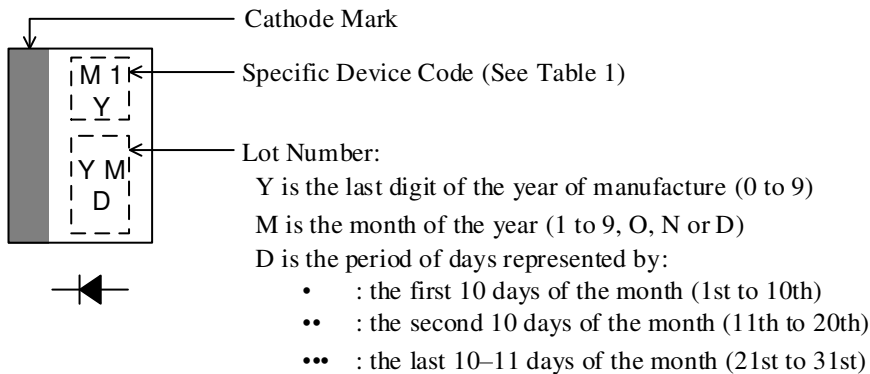 Cathode Mark
M 1
Y
Specific Device Code (See Table 1)
Y M
D
Lot Number:
Y is the last digit of the year of manufacture (0 to 9)
M is the month of the year (1 to 9, O, N or D)
D is the period of days represented by:
• : the first 10 days of the month (1st to 10th)
•• : the second 10 days of the month (11th to 20th)
••• : the last 10–11 days of the month (21st to 31st)